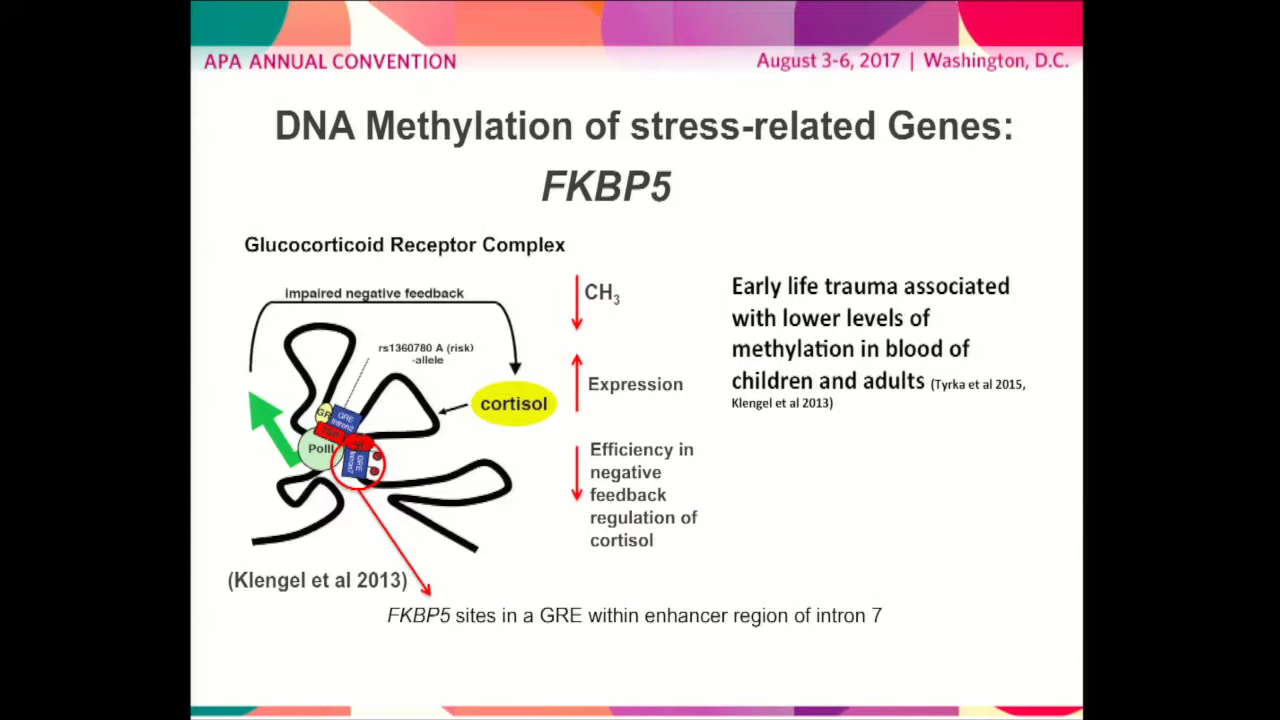 APA ANNUAL CONVENTION
August 3-6, 2017 | Washington, D.C.
DNA Methylation of stress-related Genes:
FKBP5
Glucocorticoid Receptor Complex
impaired negative feedback
rs1360780 A (risk)
-allele
cortisol
GR
GRE
PolII
GRE
CH3
Expression
Efficiency in
negative
feedback
regulation of
cortisol
Early life trauma associated
with lower levels of
methylation in blood of
children and adults (Tyrka et al 2015,
Klengel et al 2013)
(Klengel et al 2013)
FKBP5 sites in a GRE within enhancer region of intron 7